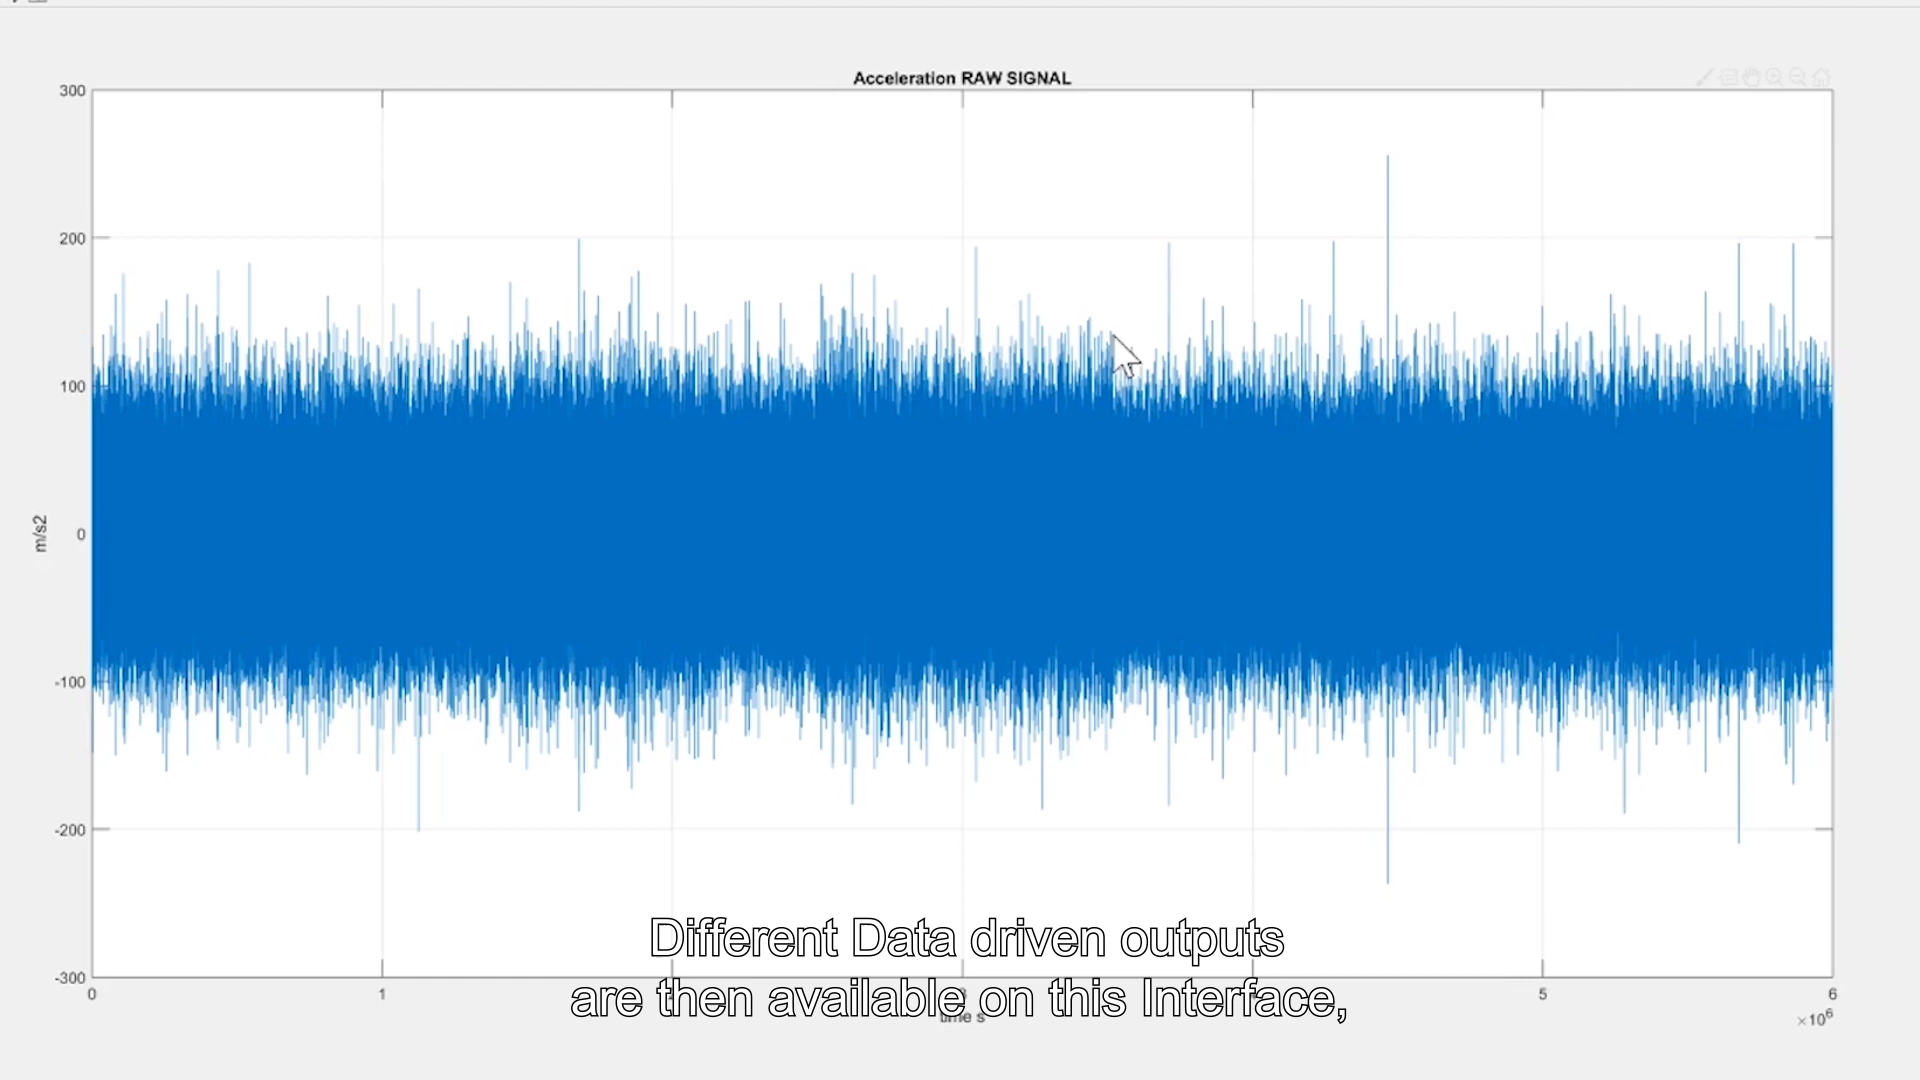 Acceleration RAW SIGNAL
300
200
100
0
-100
-200
-300
m/s2
0 1 5 6
time s
×10⁶
Different Data driven outputs
are then available on this Interface,